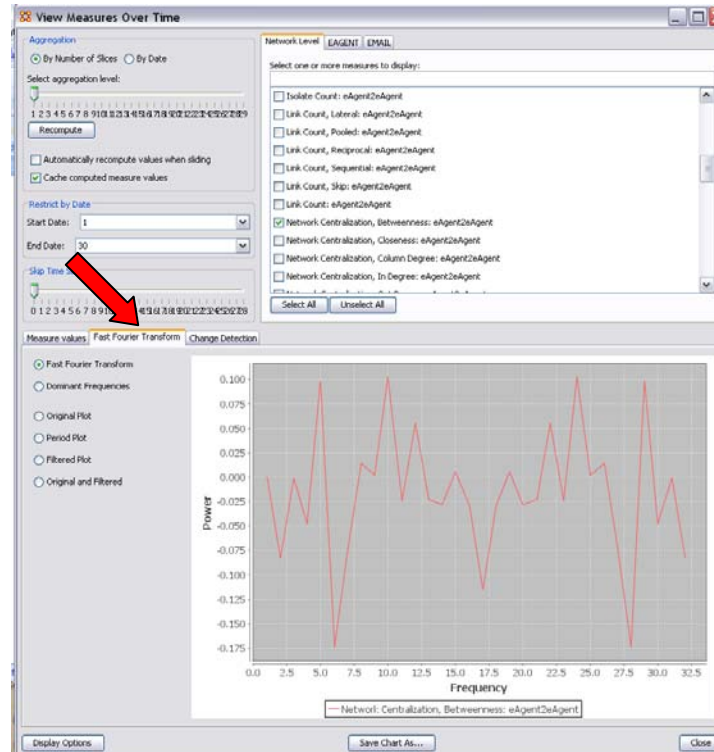 View Measures Over Time
Aggregation
By Number of Slices By Date
Select aggregation level:
Recompute
Automatically recompute values when sliding
Cache computed measure values
Restrict by Date
Start Date: 1
End Date: 30
Skip Time
Network Level EAGENT EMAIL
Select one or more measures to display:
Isolate Count: eAgent2eAgent
Link Count, Lateral: eAgent2eAgent
Link Count, Pooled: eAgent2eAgent
Link Count, Reciprocal: eAgent2eAgent
Link Count, Sequential: eAgent2eAgent
Link Count, Skip: eAgent2eAgent
Link Count: eAgent2eAgent
Network Centralization, Betweenness: eAgent2eAgent
Network Centralization, Closeness: eAgent2eAgent
Network Centralization, Column Degree: eAgent2eAgent
Network Centralization, In Degree: eAgent2eAgent
Select All Unselect All
Measure values Fast Fourier Transform Change Detection
Fast Fourier Transform
Dominant Frequencies
Original Plot
Period Plot
Filtered Plot
Original and Filtered
Power
0.100
0.075
0.050
0.025
0.000
-0.025
-0.050
-0.075
-0.100
-0.125
-0.150
-0.175
0.0 2.5 5.0 7.5 10.0 12.5 15.0 17.5 20.0 22.5 25.0 27.5 30.0 32.5
Frequency
Network Centralization, Betweenness: eAgent2eAgent
Display Options Save Chart As... Close